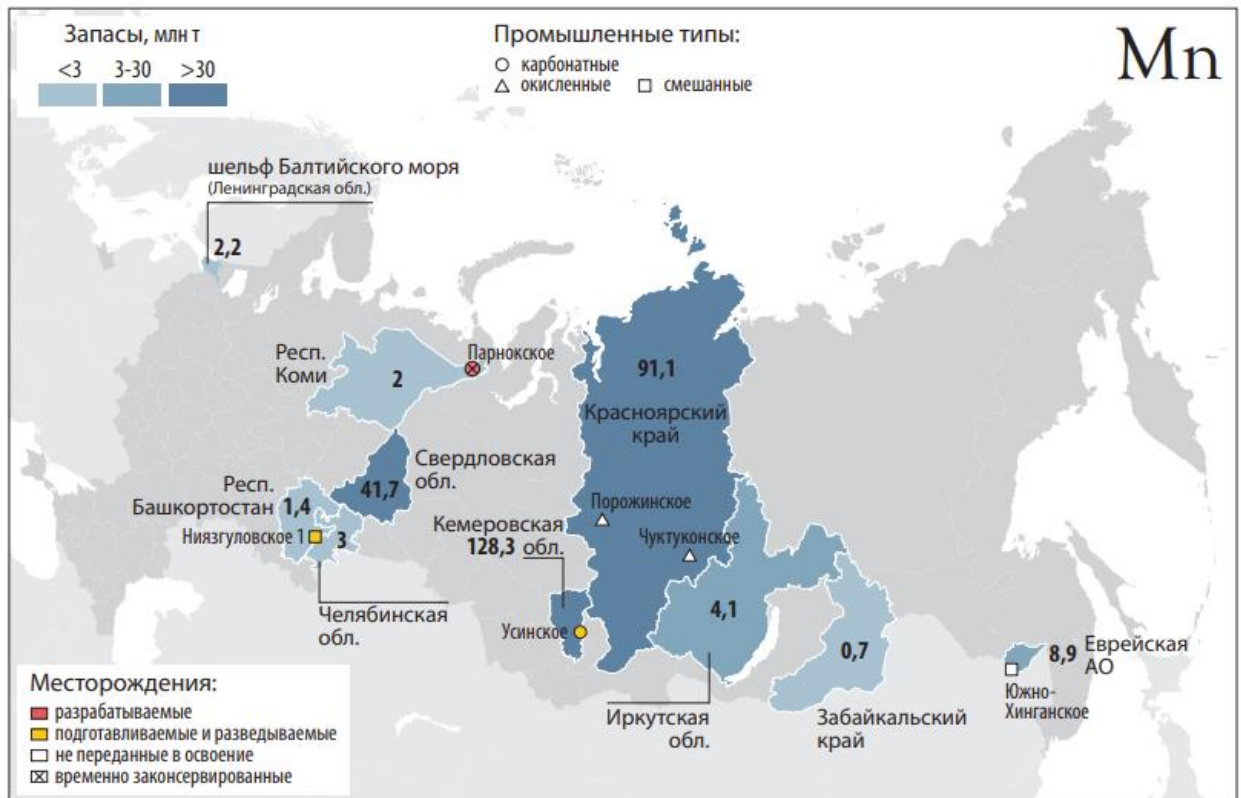 Запасы, млн т
<3 3-30 >30
Промышленные типы:
карбонатные
окисленные смешанные
Mn
шельф Балтийского моря
(Ленинградская обл.)
2,2
Респ.
Коми
2
Парнокское
91,1
Красноярский
край
Свердловская
обл.
41,7
Респ.
Башкортостан
1,4
Ниязгуловское 1
3
Челябинская
обл.
Кемеровская
128,3 обл.
Порожинское
Чуктуконское
Усинское
4,1
Иркутская
обл.
0,7
Забайкальский
край
8,9
Еврейская
АО
Южно-
Хинганское
Месторождения:
разрабатываемые
подготавливаемые и разведываемые
не переданные в освоение
временно законсервированные